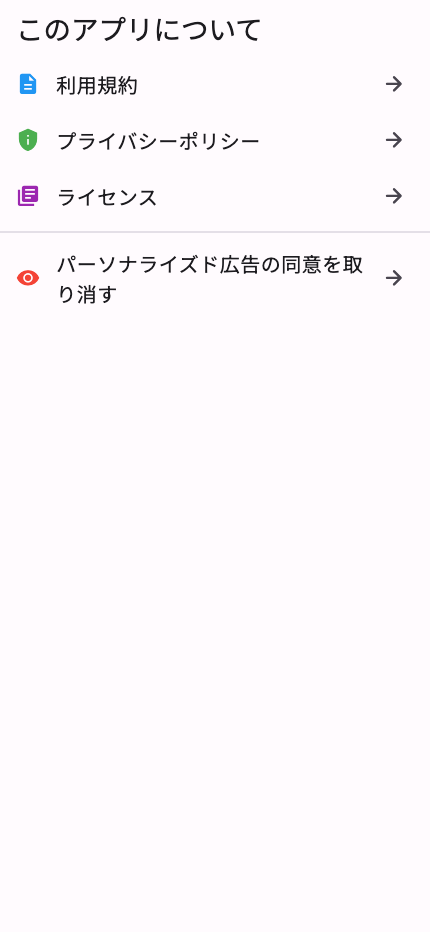 このアプリについて
利用規約
プライバシーポリシー
ライセンス
パーソナライズド広告の同意を取
り消す